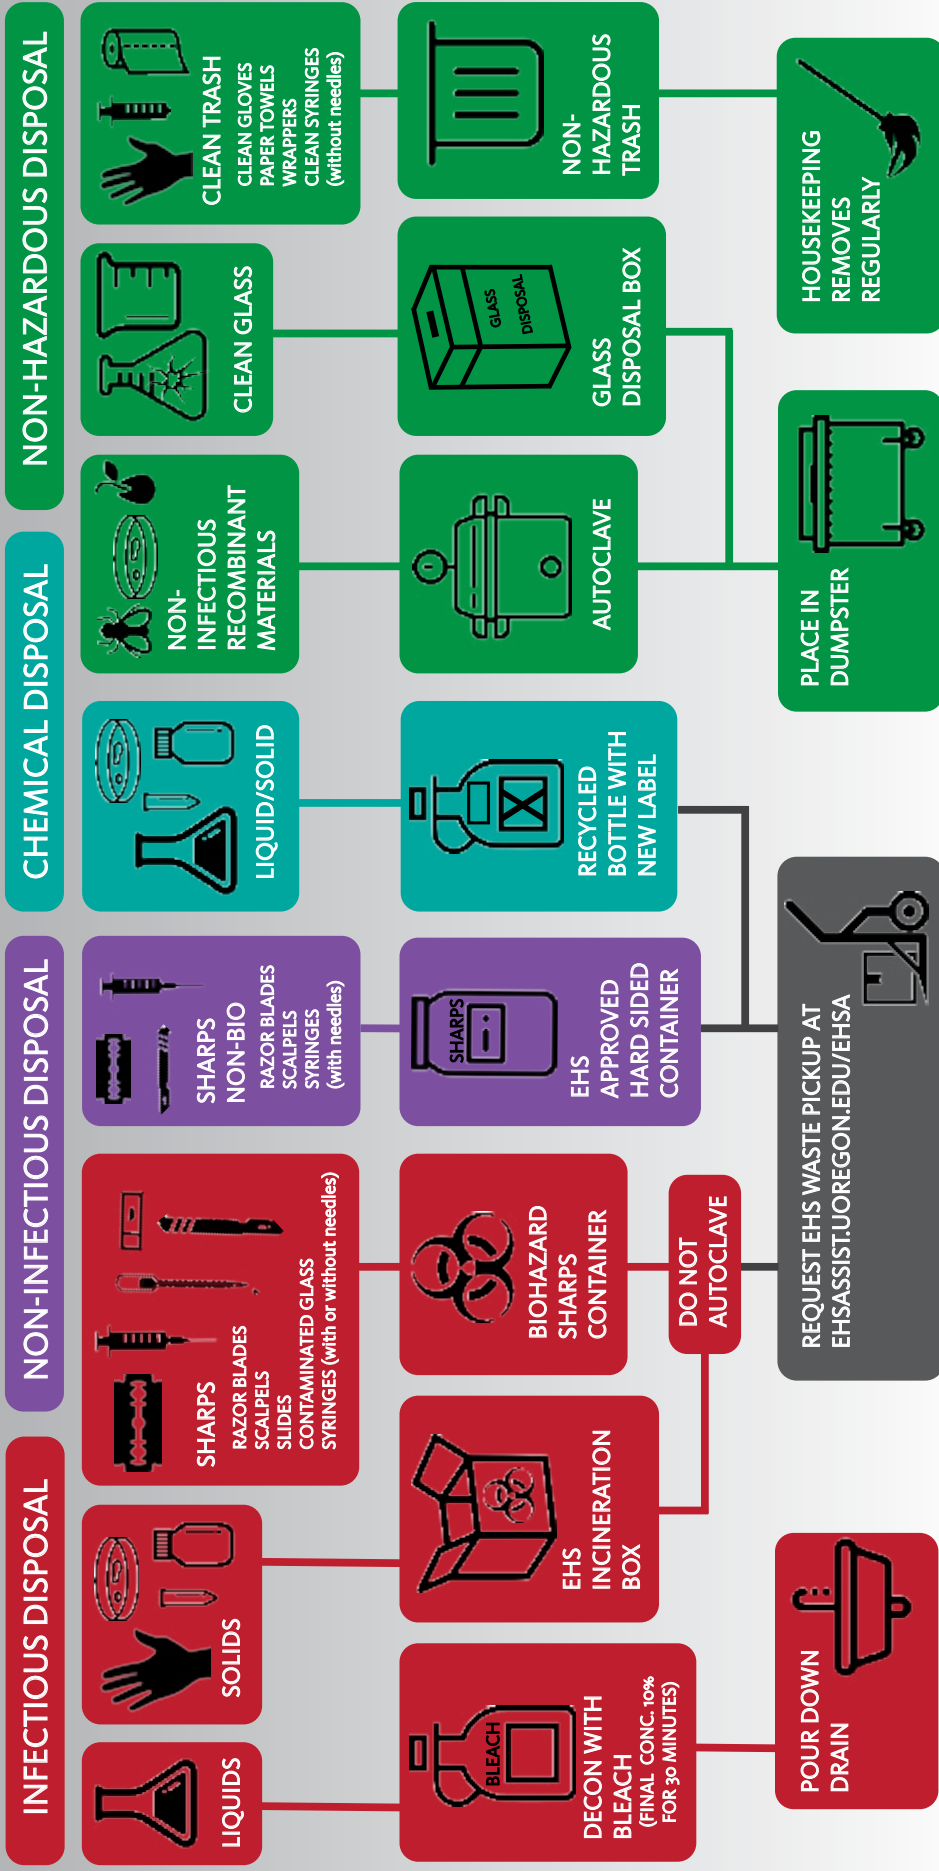 INFECTIOUS DISPOSAL
NON-INFECTIOUS DISPOSAL
CHEMICAL DISPOSAL
NON-HAZARDOUS DISPOSAL
LIQUIDS
SOLIDS
SHARPS
RAZOR BLADES
SCALPELS
SLIDES
CONTAMINATED GLASS
SYRINGES (with or without needles)
SHARPS
NON-BIO
RAZOR BLADES
SCALPELS
SYRINGES
(with needles)
LIQUID/SOLID
NON-
INFECTIOUS
RECOMBINANT
MATERIALS
CLEAN GLASS
CLEAN TRASH
CLEAN GLOVES
PAPER TOWELS
WRAPPERS
CLEAN SYRINGES
(without needles)
BLEACH
DECON WITH
BLEACH
(FINAL CONC. 10%
FOR 30 MINUTES)
EHS
INCINERATION
BOX
BIOHAZARD
SHARPS
CONTAINER
SHARPS
EHS
APPROVED
HARD SIDED
CONTAINER
RECYCLED
BOTTLE WITH
NEW LABEL
AUTOCLAVE
GLASS
DISPOSAL
GLASS
DISPOSAL BOX
NON-
HAZARDOUS
TRASH
DO NOT
AUTOCLAVE
POUR DOWN
DRAIN
REQUEST EHS WASTE PICKUP AT
EHSASSIST.UOREGON.EDU/EHSA
PLACE IN
DUMPSTER
HOUSEKEEPING
REMOVES
REGULARLY